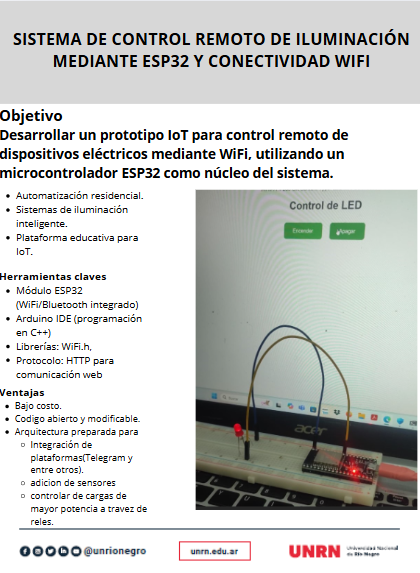 SISTEMA DE CONTROL REMOTO DE ILUMINACIÓN
MEDIANTE ESP32 Y CONECTIVIDAD WIFI
Objetivo
Desarrollar un prototipo IoT para control remoto de
dispositivos eléctricos mediante WiFi, utilizando un
microcontrolador ESP32 como núcleo del sistema.
Automatización residencial.
Sistemas de iluminación
inteligente.
Plataforma educativa para
IoT.
Herramientas claves
Módulo ESP32
(WiFi/Bluetooth integrado)
Arduino IDE (programación
en C++)
Librerías: WiFi.h,
Protocolo: HTTP para
comunicación web
Ventajas
Bajo costo.
Codigo abierto y modificable.
Arquitectura preparada para
Integración de
plataformas(Telegram y
entre otros).
adicion de sensores
controlar de cargas de
mayor potencia a travez de
reles.
Control de LED
Encender
Apagar
acer
@unrionegro
unrn.edu.ar
UNRN
Universidad Nacional
de Río Negro